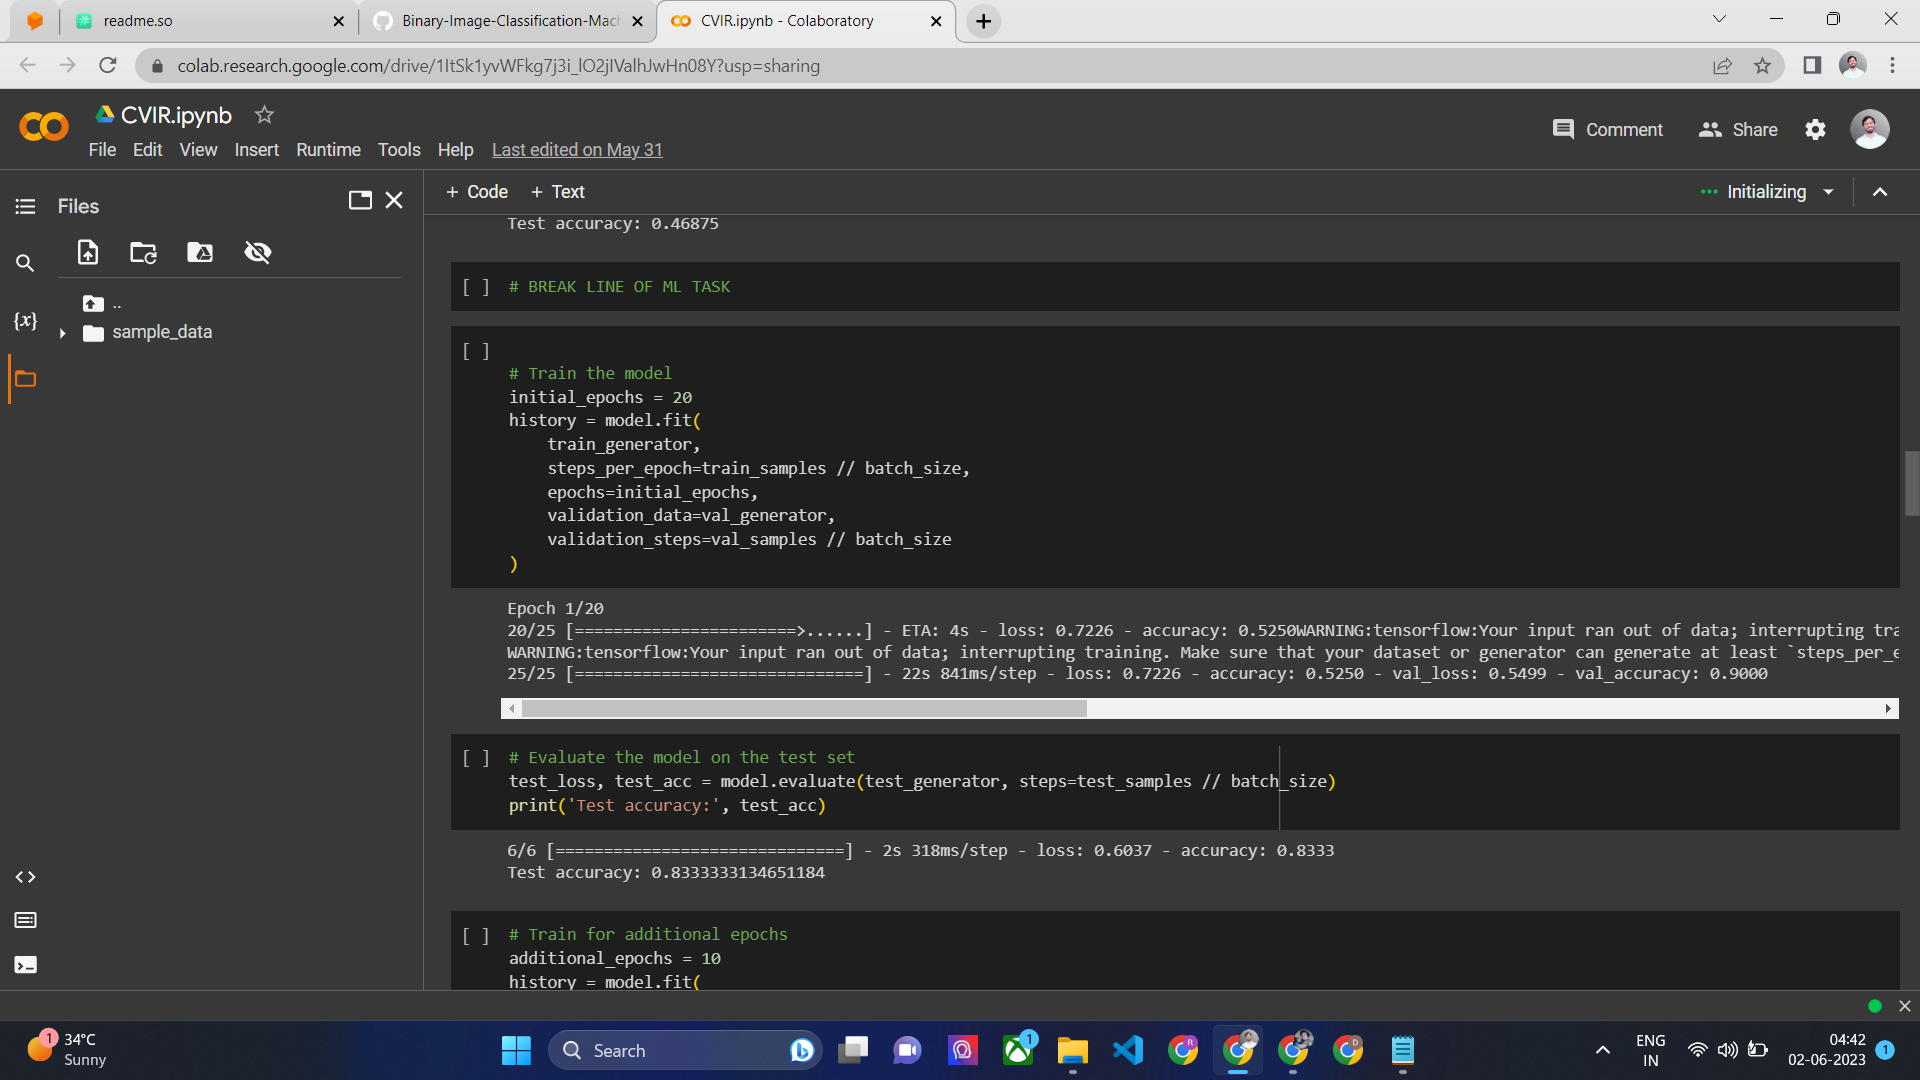 readme.so
Binary-Image-Classification-Mach
CVIR.ipynb - Colaboratory
colab.research.google.com/drive/1ItSk1yvWFkg7j3i_lO2jIValhJwHn08Y?usp=sharing
CVIR.ipynb
Comment
Share
File Edit View Insert Runtime Tools Help Last edited on May 31
Files
+ Code + Text
Initializing
..
sample_data
{x}
Test accuracy: 0.46875
[ ] # BREAK LINE OF ML TASK
[ ]
# Train the model
initial_epochs = 20
history = model.fit(
    train_generator,
    steps_per_epoch=train_samples // batch_size,
    epochs=initial_epochs,
    validation_data=val_generator,
    validation_steps=val_samples // batch_size
)
Epoch 1/20
20/25 [=======================>......] - ETA: 4s - loss: 0.7226 - accuracy: 0.5250WARNING:tensorflow:Your input ran out of data; interrupting tra
WARNING:tensorflow:Your input ran out of data; interrupting training. Make sure that your dataset or generator can generate at least `steps_per_e
25/25 [==============================] - 22s 841ms/step - loss: 0.7226 - accuracy: 0.5250 - val_loss: 0.5499 - val_accuracy: 0.9000
[ ] # Evaluate the model on the test set
test_loss, test_acc = model.evaluate(test_generator, steps=test_samples // batch_size)
print('Test accuracy:', test_acc)
6/6 [==============================] - 2s 318ms/step - loss: 0.6037 - accuracy: 0.8333
Test accuracy: 0.8333333134651184
[ ] # Train for additional epochs
additional_epochs = 10
history = model.fit(
1
34°C
Sunny
Search
1
R
D
ENG
IN
04:42
02-06-2023
1